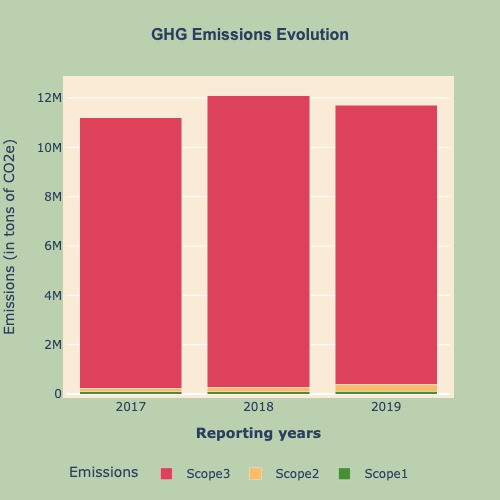 GHG Emissions Evolution
Emissions (in tons of CO2e)
12M
10M
8M
6M
4M
2M
0
2017 2018 2019
Reporting years
Emissions Scope3 Scope2 Scope1